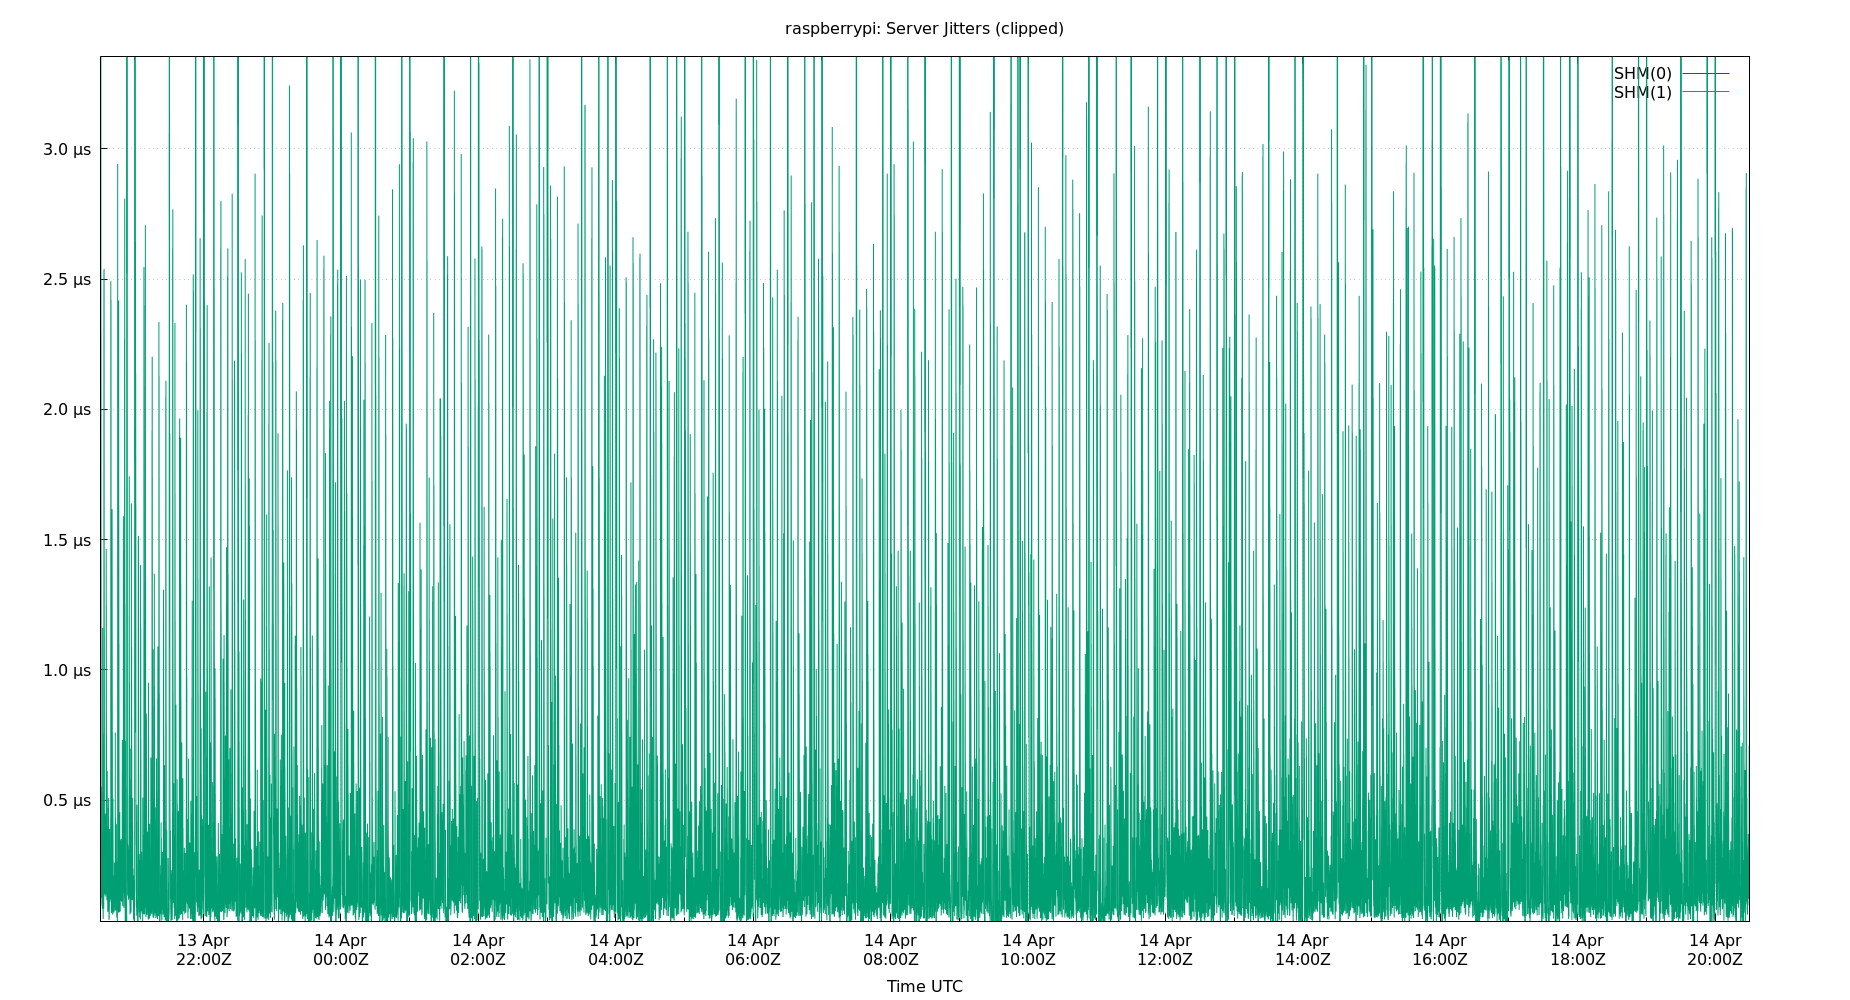 raspberrypi: Server Jitters (clipped)
SHM(0)
SHM(1)
3.0 µs
2.5 µs
2.0 µs
1.5 µs
1.0 µs
0.5 µs
13 Apr 14 Apr 14 Apr 14 Apr 14 Apr 14 Apr 14 Apr 14 Apr 14 Apr 14 Apr 14 Apr 14 Apr
22:00Z 00:00Z 02:00Z 04:00Z 06:00Z 08:00Z 10:00Z 12:00Z 14:00Z 16:00Z 18:00Z 20:00Z
Time UTC